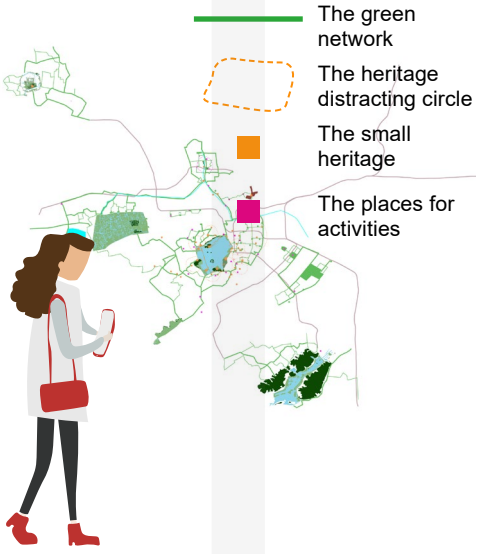 The green
network
The heritage
distracting circle
The small
heritage
The places for
activities